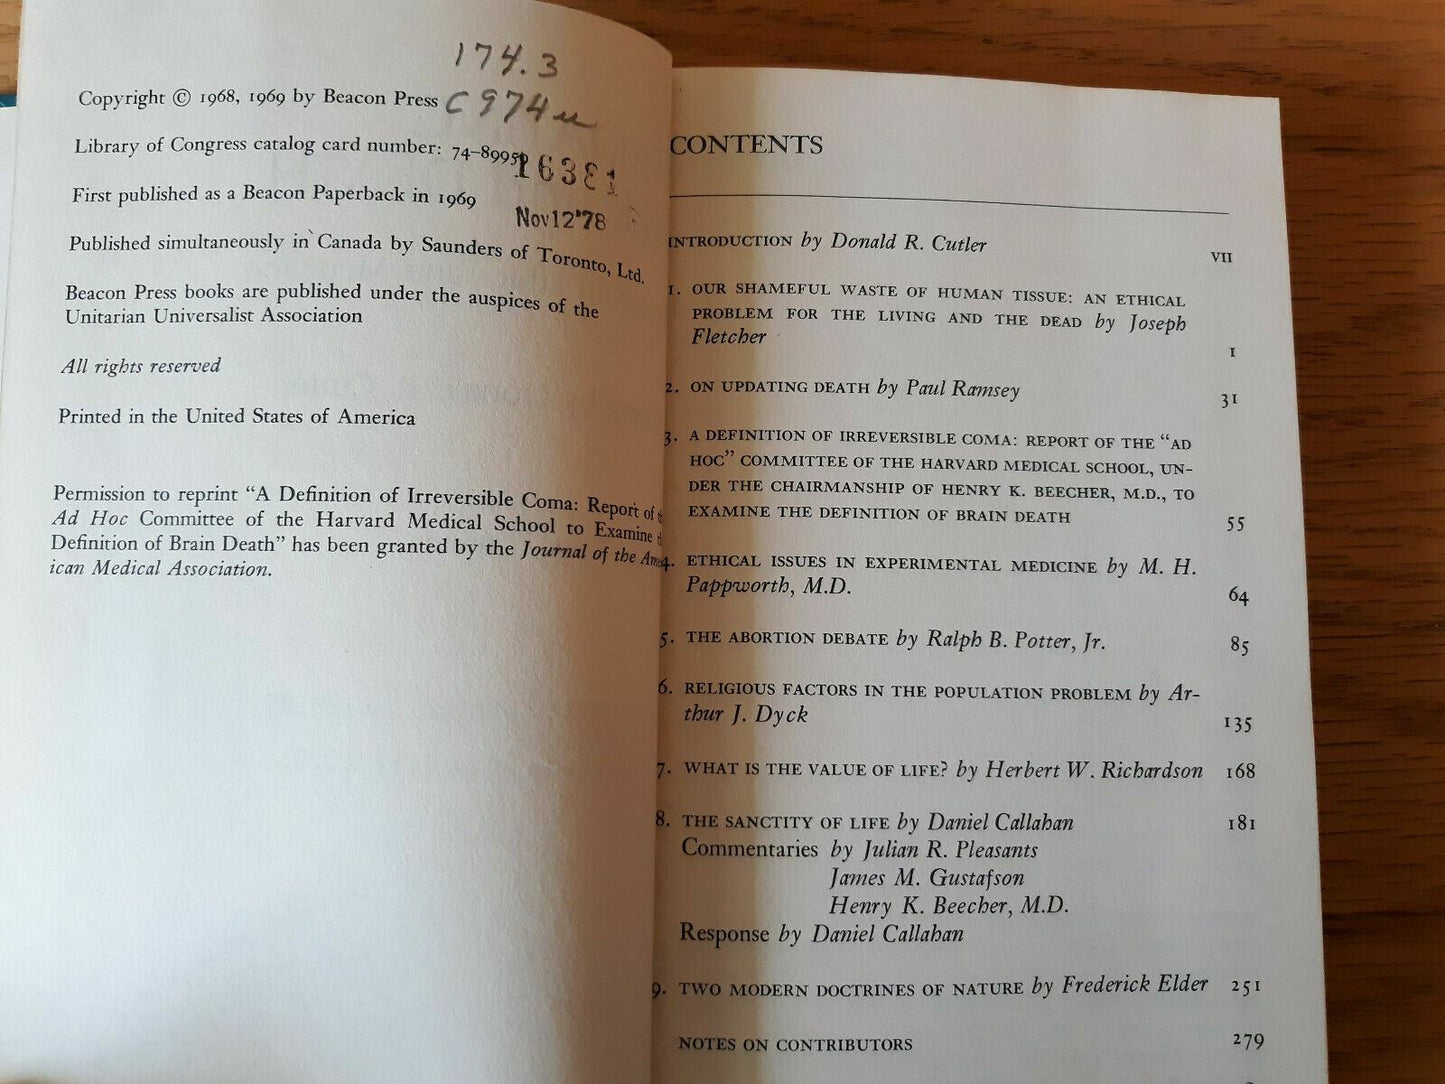 174.3
Copyright © 1968, 1969 by Beacon Press
C974u
Library of Congress catalog card number: 74-8995
16381
First published as a Beacon Paperback in 1969
Nov12'78
Published simultaneously in Canada by Saunders of Toronto, Ltd.
Beacon Press books are published under the auspices of the
Unitarian Universalist Association
All rights reserved
Printed in the United States of America
Permission to reprint "A Definition of Irreversible Coma: Report of
Ad Hoc Committee of the Harvard Medical School to Examine
Definition of Brain Death" has been granted by the Journal of the Amer-
ican Medical Association.
CONTENTS
INTRODUCTION by Donald R. Cutler VII
1. OUR SHAMEFUL WASTE OF HUMAN TISSUE: AN ETHICAL
PROBLEM FOR THE LIVING AND THE DEAD by Joseph
Fletcher 1
2. ON UPDATING DEATH by Paul Ramsey 31
3. A DEFINITION OF IRREVERSIBLE COMA: REPORT OF THE "AD
HOC" COMMITTEE OF THE HARVARD MEDICAL SCHOOL, UN-
DER THE CHAIRMANSHIP OF HENRY K. BEECHER, M.D., TO
EXAMINE THE DEFINITION OF BRAIN DEATH 55
4. ETHICAL ISSUES IN EXPERIMENTAL MEDICINE by M. H.
Pappworth, M.D. 64
5. THE ABORTION DEBATE by Ralph B. Potter, Jr. 85
6. RELIGIOUS FACTORS IN THE POPULATION PROBLEM by Ar-
thur J. Dyck 135
7. WHAT IS THE VALUE OF LIFE? by Herbert W. Richardson 168
8. THE SANCTITY OF LIFE by Daniel Callahan 181
Commentaries by Julian R. Pleasants
James M. Gustafson
Henry K. Beecher, M.D.
Response by Daniel Callahan
9. TWO MODERN DOCTRINES OF NATURE by Frederick Elder 251
NOTES ON CONTRIBUTORS 279